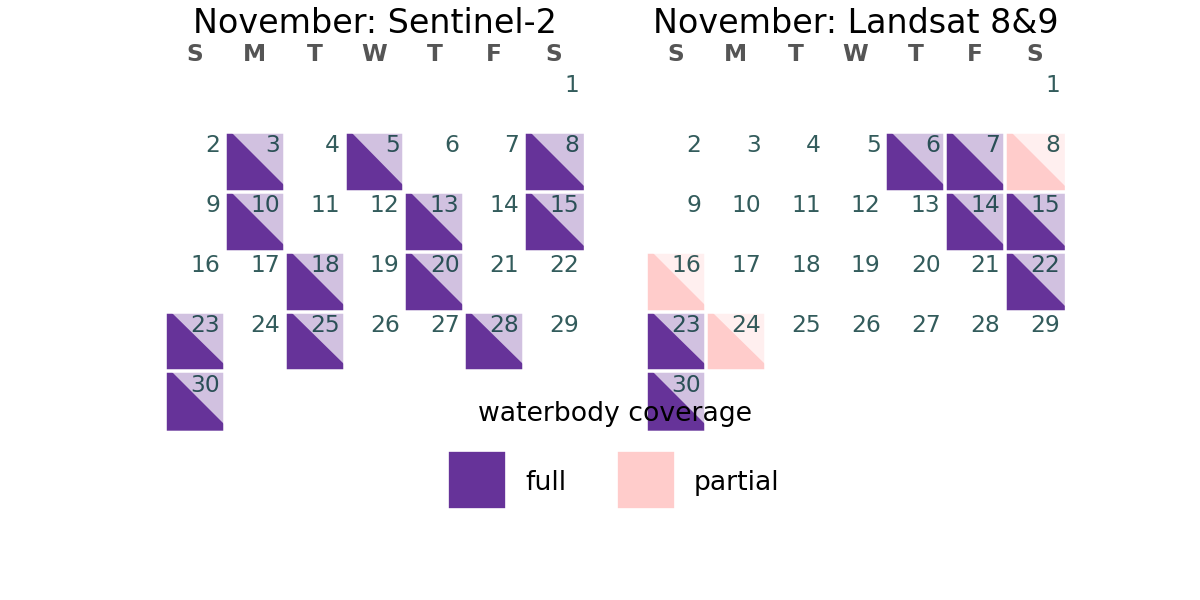 November: Sentinel-2
S M T W T F S
1
2 3 4 5 6 7 8
9 10 11 12 13 14 15
16 17 18 19 20 21 22
23 24 25 26 27 28 29
30
November: Landsat 8&9
S M T W T F S
1
2 3 4 5 6 7 8
9 10 11 12 13 14 15
16 17 18 19 20 21 22
23 24 25 26 27 28 29
30
waterbody coverage
full partial